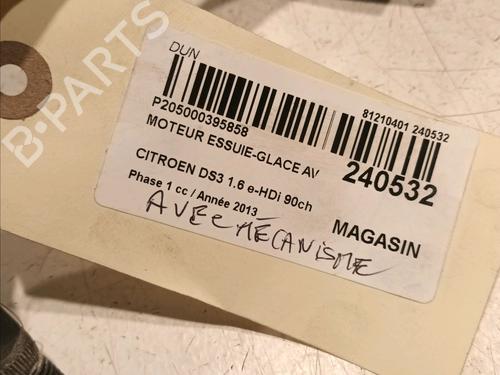 DUN
P205000395858
81210401 240532
MOTEUR ESSUIE-GLACE AV
240532
CITROEN DS3 1.6 e-HDi 90ch
Phase 1 cc / Année 2013
MAGASIN
AVEC MÉCANISME
B-PARTS